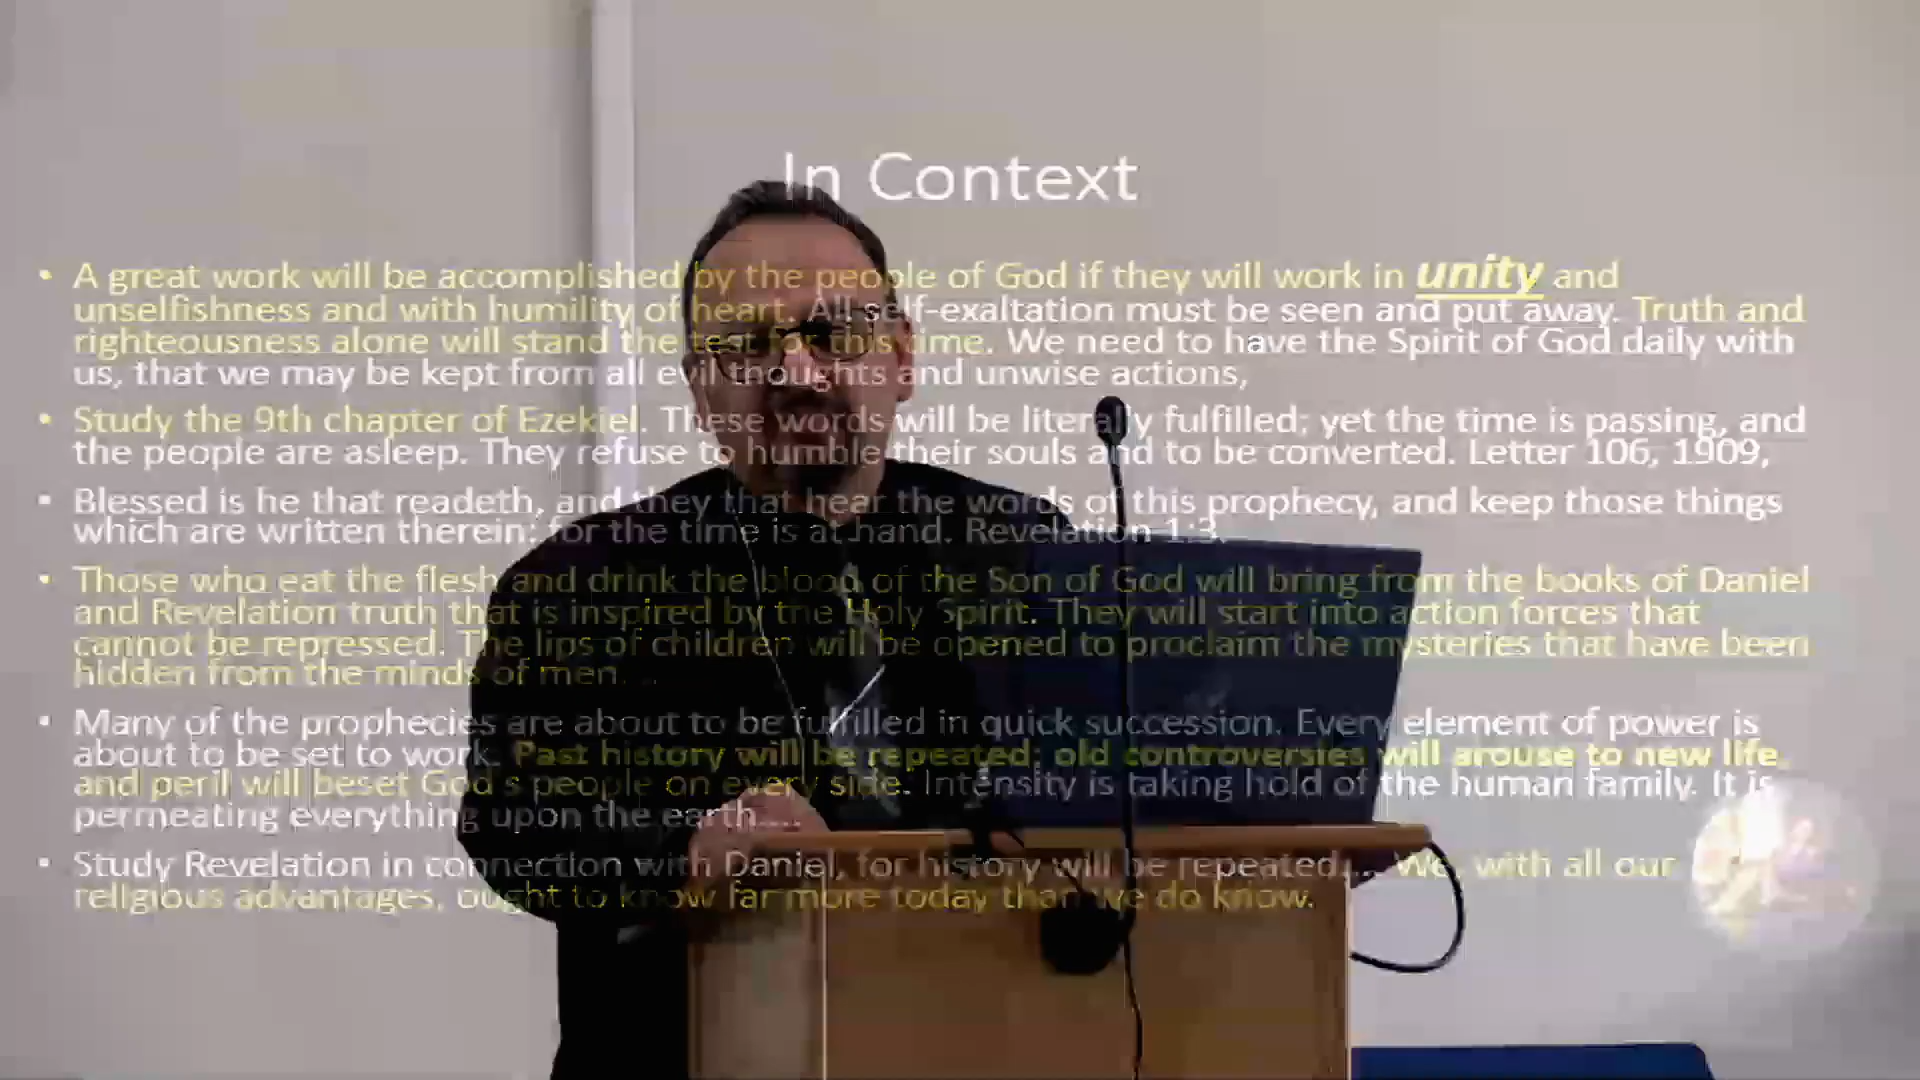 In Context
• A great work will be accomplished by the people of God if they will work in unity and
unselfishness and with humility of heart. All self-exaltation must be seen and put away. Truth and
righteousness alone will stand the test for this time. We need to have the Spirit of God daily with
us, that we may be kept from all evil thoughts and unwise actions,
• Study the 9th chapter of Ezekiel. These words will be literally fulfilled; yet the time is passing, and
the people are asleep. They refuse to humble their souls and to be converted. Letter 106, 1909,
• Blessed is he that readeth, and they that hear the words of this prophecy, and keep those things
which are written therein: for the time is at hand. Revelation 1:3.
• Those who eat the flesh and drink the blood of the Son of God will bring from the books of Daniel
and Revelation truth that is inspired by the Holy Spirit. They will start into action forces that
cannot be repressed. The lips of children will be opened to proclaim the mysteries that have been
hidden from the minds of men....
• Many of the prophecies are about to be fulfilled in quick succession. Every element of power is
about to be set to work. Past history will be repeated; old controversies will arouse to new life,
and peril will beset God's people on every side. Intensity is taking hold of the human family. It is
permeating everything upon the earth....
• Study Revelation in connection with Daniel, for history will be repeated.... We, with all our
religious advantages, ought to know far more today than we do know.